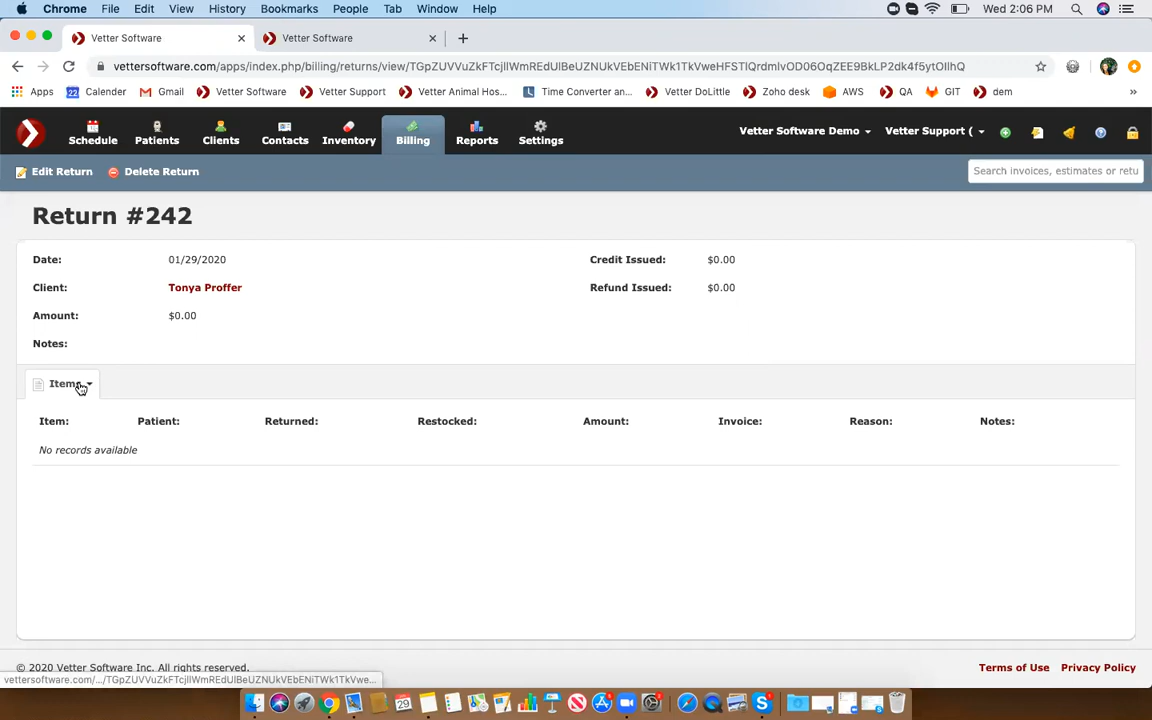 Chrome File Edit View History Bookmarks People Tab Window Help Wed 2:06 PM
Vetter Software Vetter Software
vettersoftware.com/apps/index.php/billing/returns/view/
Apps 22 Calender Gmail Vetter Software Vetter Support Vetter Animal Hos... Time Converter an... Vetter DoLittle Zoho desk AWS QA GIT dem
Schedule Patients Clients Contacts Inventory Billing Reports Settings Vetter Software Demo Vetter Support (
Edit Return Delete Return Search invoices, estimates or retu
Return #242
Date: 01/29/2020 Credit Issued: $0.00
Client: Tonya Proffer Refund Issued: $0.00
Amount: $0.00
Notes:
Items
Item: Patient: Returned: Restocked: Amount: Invoice: Reason: Notes:
No records available
© 2020 Vetter Software Inc. All rights reserved. Terms of Use Privacy Policy
29